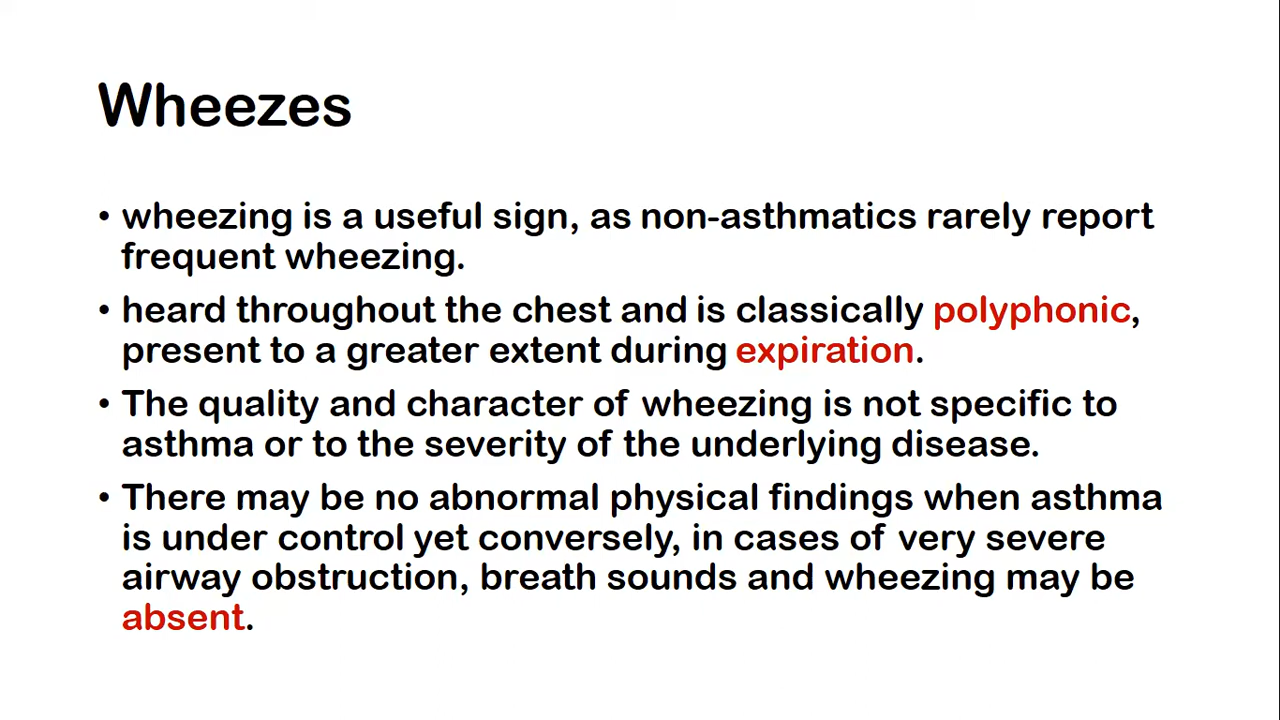 Wheezes
• wheezing is a useful sign, as non-asthmatics rarely report
frequent wheezing.
• heard throughout the chest and is classically polyphonic,
present to a greater extent during expiration.
• The quality and character of wheezing is not specific to
asthma or to the severity of the underlying disease.
• There may be no abnormal physical findings when asthma
is under control yet conversely, in cases of very severe
airway obstruction, breath sounds and wheezing may be
absent.